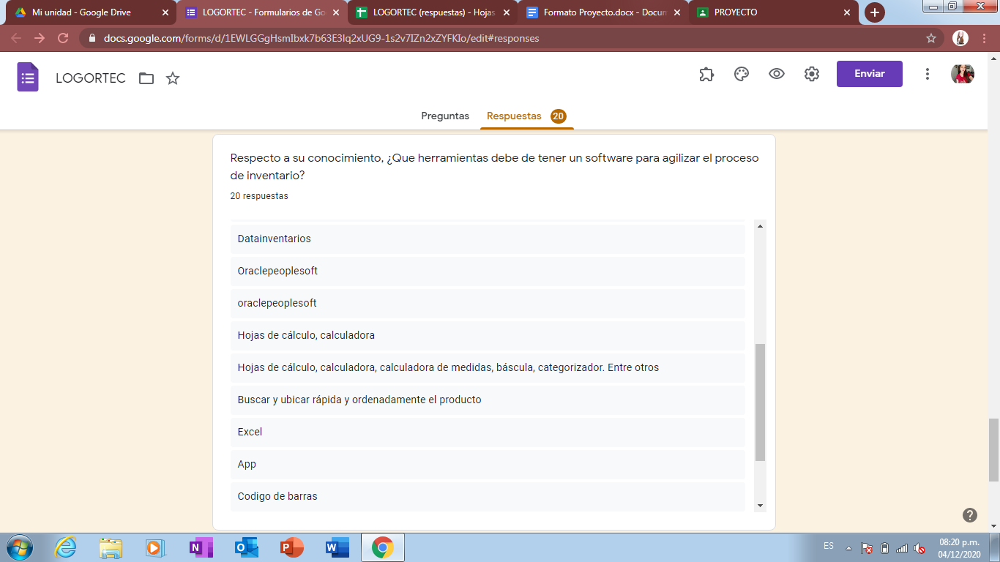 Mi unidad - Google Drive
LOGORTEC - Formularios de Go
LOGORTEC (respuestas) - Hojas
Formato Proyecto.docx - Docun
PROYECTO
docs.google.com/forms/d/1EWLGGgHsmIbxk7b63E3lq2xUG9-1s2v7IZn2xZYFKIo/edit#responses
LOGORTEC
Enviar
Preguntas
Respuestas 20
Respecto a su conocimiento, ¿Que herramientas debe de tener un software para agilizar el proceso
de inventario?
20 respuestas
Datainventarios
Oraclepeoplesoft
oraclepeoplesoft
Hojas de cálculo, calculadora
Hojas de cálculo, calculadora, calculadora de medidas, báscula, categorizador. Entre otros
Buscar y ubicar rápida y ordenadamente el producto
Excel
App
Codigo de barras
ES
08:20 p.m.
04/12/2020